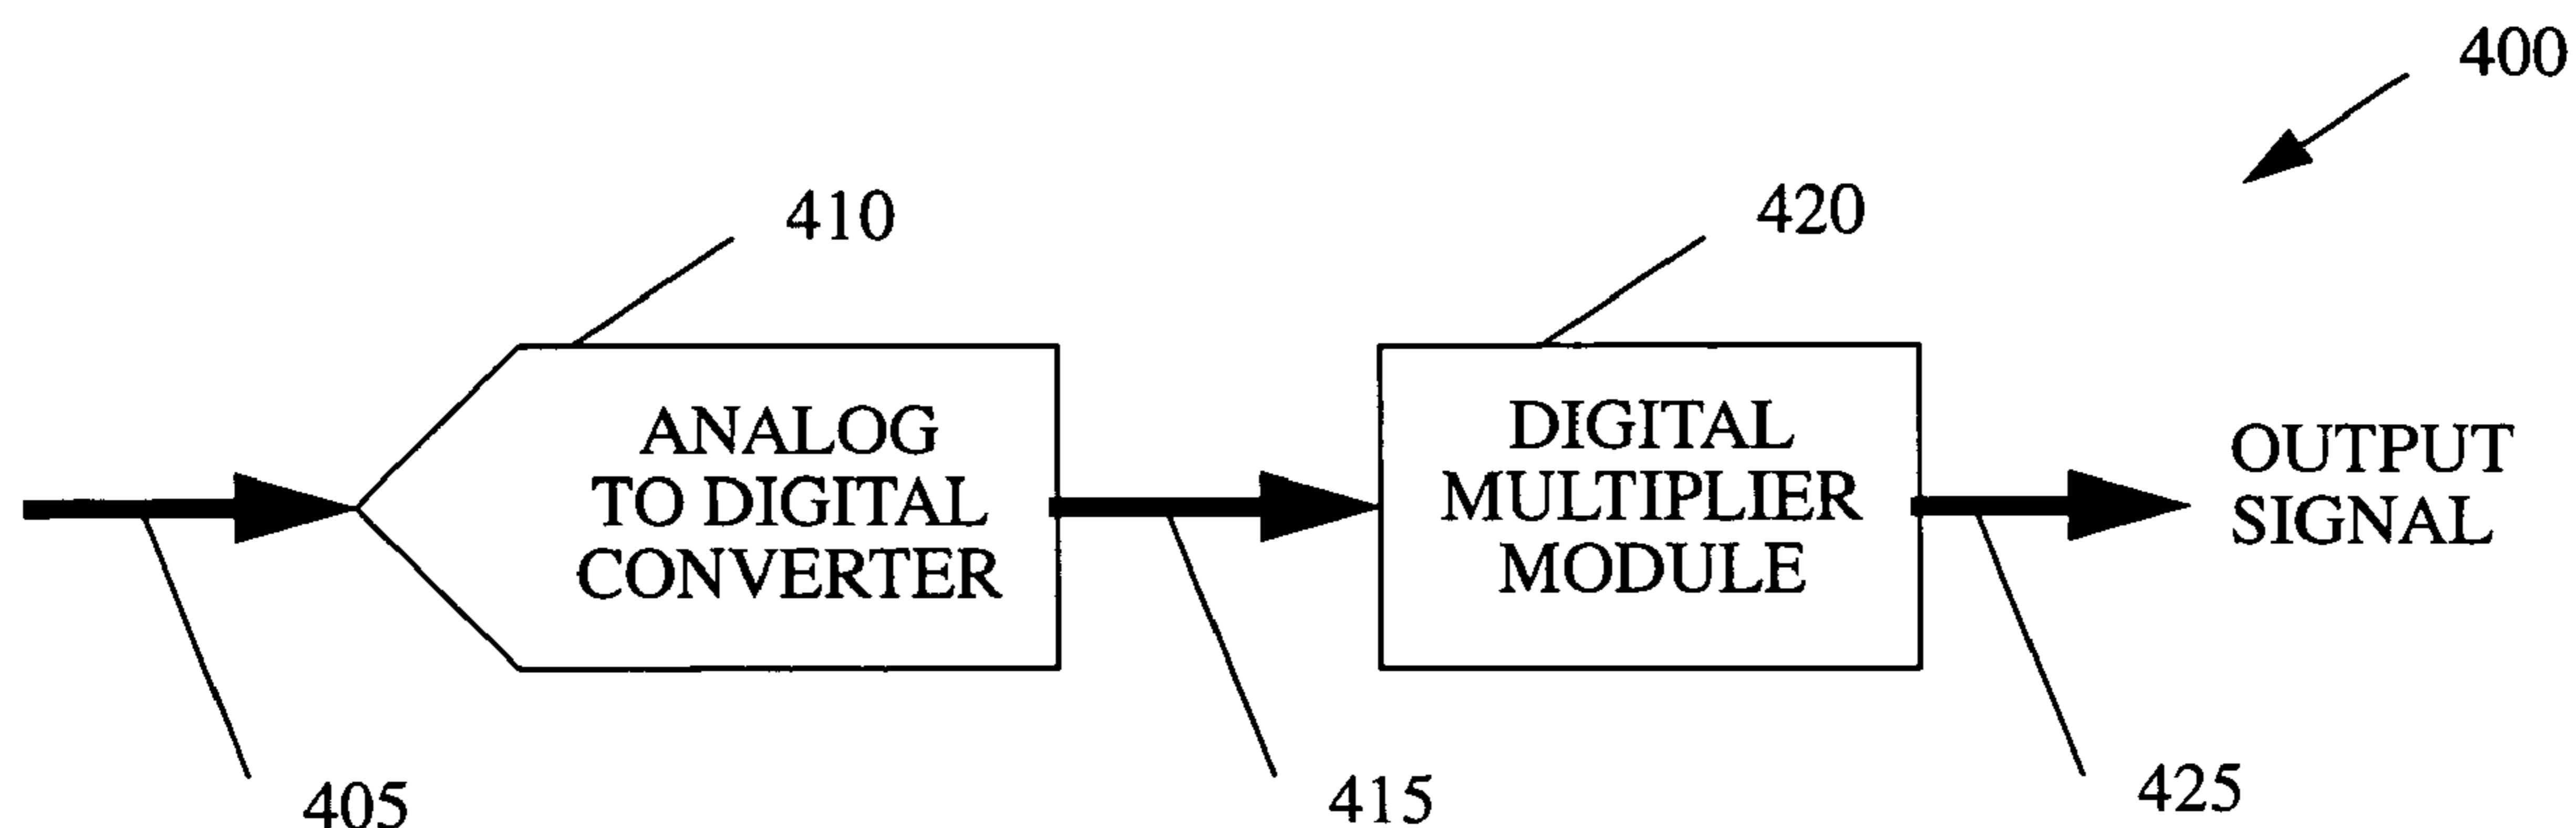 400
410
420
ANALOG
TO DIGITAL
CONVERTER
DIGITAL
MULTIPLIER
MODULE
OUTPUT
SIGNAL
405
415
425